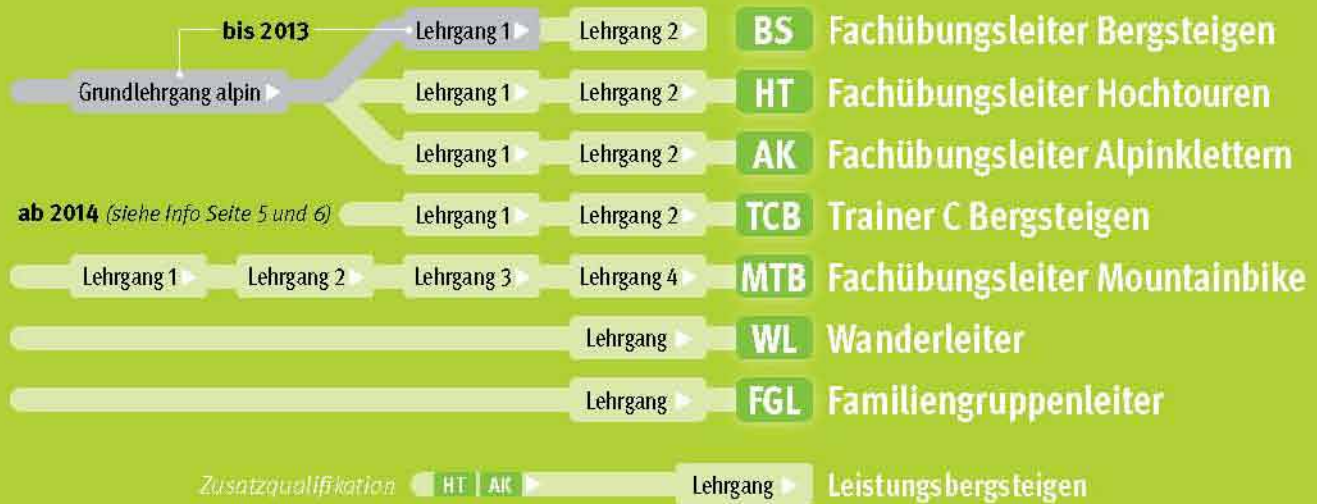 bis 2013 Lehrgang 1 Lehrgang 2 BS Fachübungsleiter Bergsteigen
Grundlehrgang alpin Lehrgang 1 Lehrgang 2 HT Fachübungsleiter Hochtouren
Lehrgang 1 Lehrgang 2 AK Fachübungsleiter Alpinklettern
ab 2014 (siehe Info Seite 5 und 6) Lehrgang 1 Lehrgang 2 TCB Trainer C Bergsteigen
Lehrgang 1 Lehrgang 2 Lehrgang 3 Lehrgang 4 MTB Fachübungsleiter Mountainbike
Lehrgang WL Wanderleiter
Lehrgang FGL Familiengruppenleiter
Zusatzqualifikation HT AK Lehrgang Leistungsbergsteigen